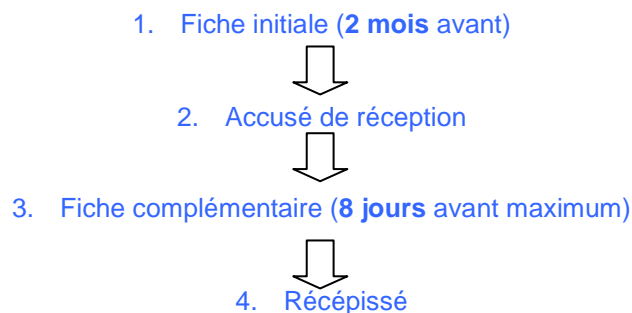 1. Fiche initiale (2 mois avant)
2. Accusé de réception
3. Fiche complémentaire (8 jours avant maximum)
4. Récépissé